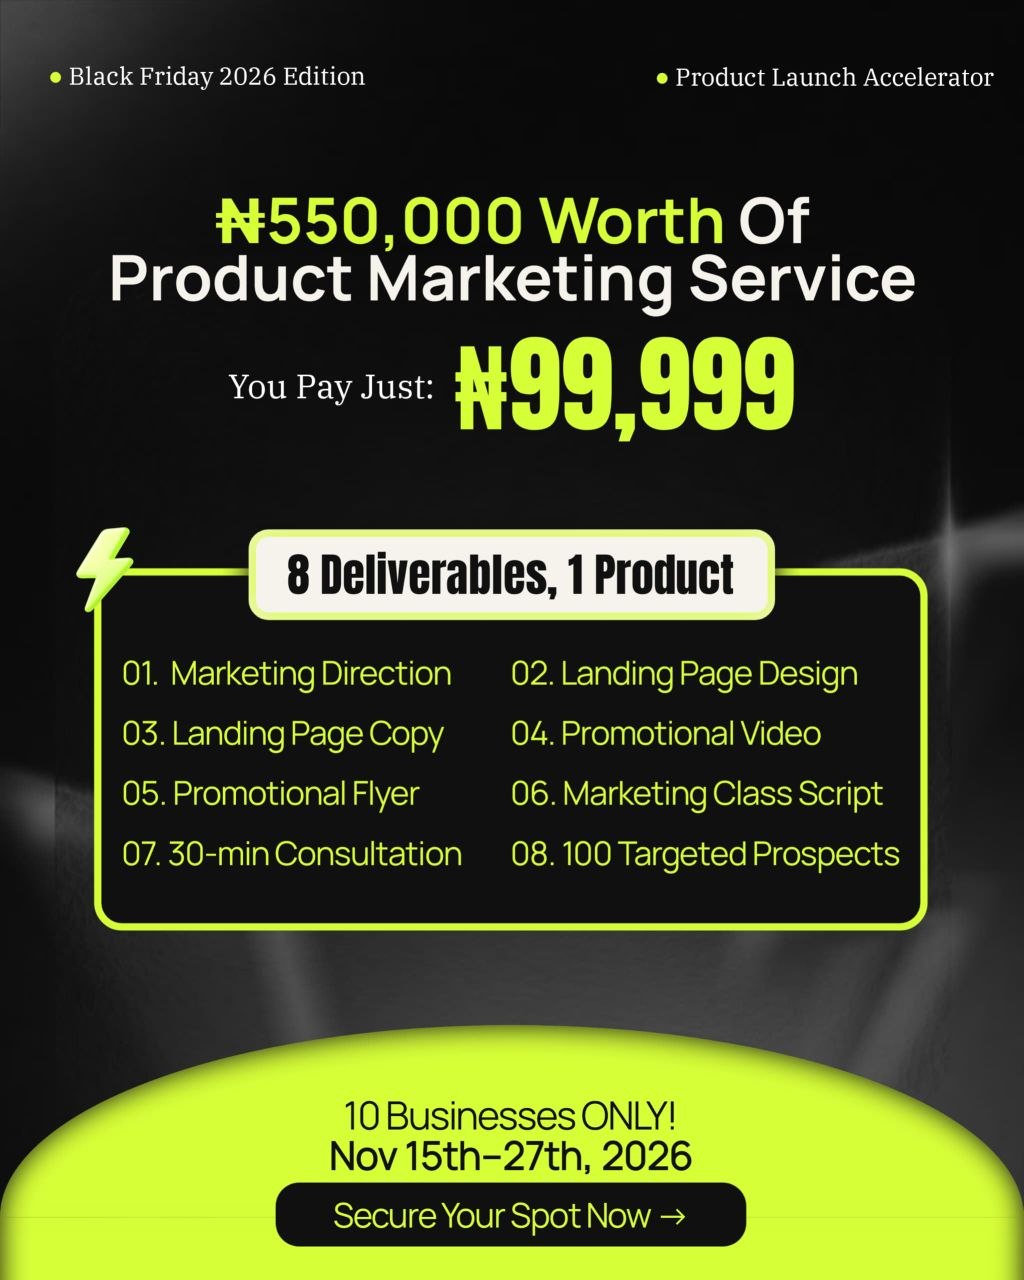 Black Friday 2026 Edition
Product Launch Accelerator
₦550,000 Worth Of
Product Marketing Service
You Pay Just: ₦99,999
8 Deliverables, 1 Product
01. Marketing Direction
02. Landing Page Design
03. Landing Page Copy
04. Promotional Video
05. Promotional Flyer
06. Marketing Class Script
07. 30-min Consultation
08. 100 Targeted Prospects
10 Businesses ONLY!
Nov 15th–27th, 2026
Secure Your Spot Now →